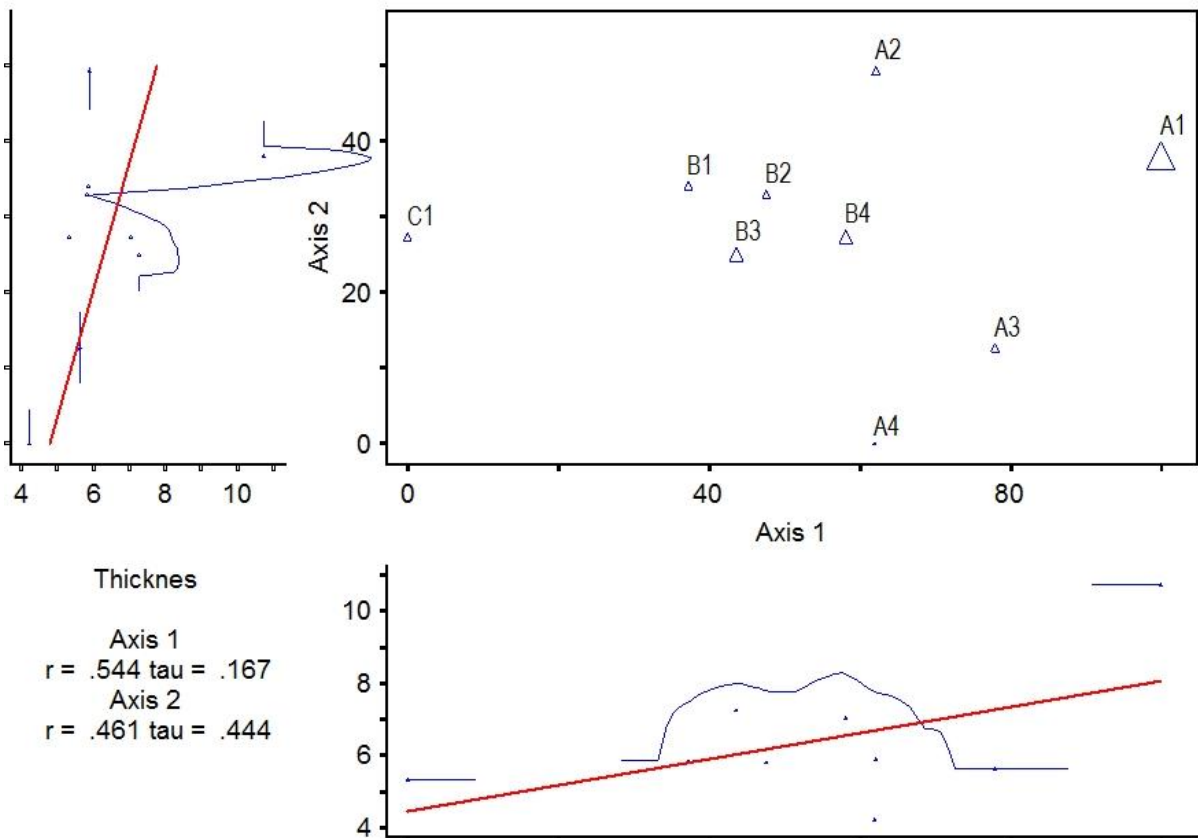 A2
A1
40
B1
B2
C1
B4
B3
Axis 2
20
A3
A4
0
4 6 8 10
0 40 80
Axis 1
Thicknes
Axis 1
r = .544 tau = .167
Axis 2
r = .461 tau = .444
10
8
6
4